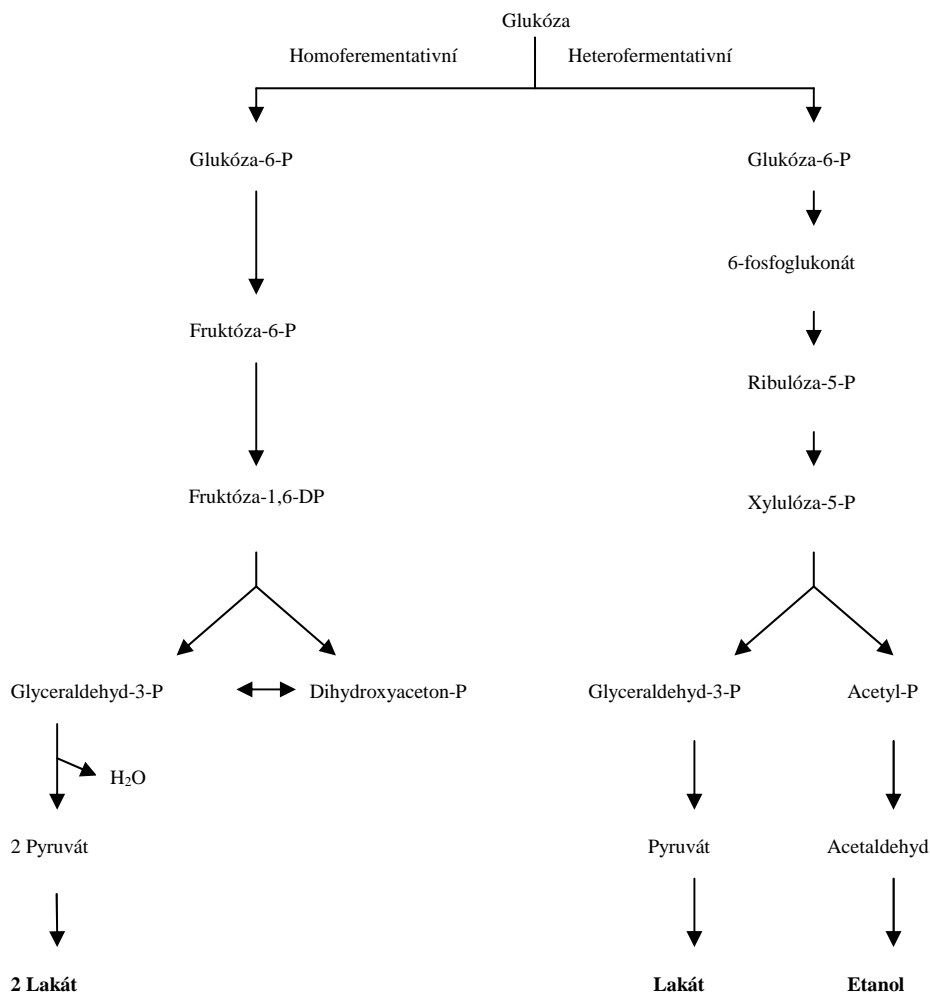 Glukóza
Homoferementativní Heterofermentativní
Glukóza-6-P Glukóza-6-P
6-fosfoglukonát
Fruktóza-6-P
Ribulóza-5-P
Fruktóza-1,6-DP Xylulóza-5-P
Glyceraldehyd-3-P Dihydroxyaceton-P Glyceraldehyd-3-P Acetyl-P
H₂O
2 Pyruvát Pyruvát Acetaldehyd
2 Lakát Lakát Etanol